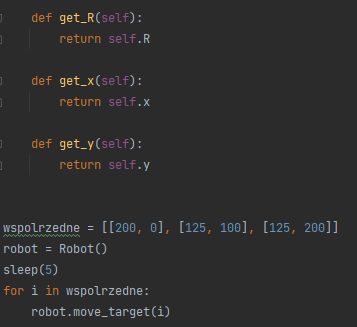 def get_R(self):
return self.R
def get_x(self):
return self.x
def get_y(self):
return self.y
wspolrzedne = [[200, 0], [125, 100], [125, 200]]
robot = Robot()
sleep(5)
for i in wspolrzedne:
robot.move_target(i)